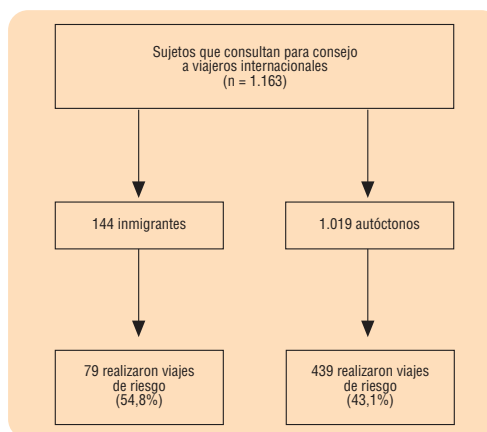 Sujetos que consultan para consejo
a viajeros internacionales
(n = 1.163)
144 inmigrantes
1.019 autóctonos
79 realizaron viajes
de riesgo
(54,8%)
439 realizaron viajes
de riesgo
(43,1%)